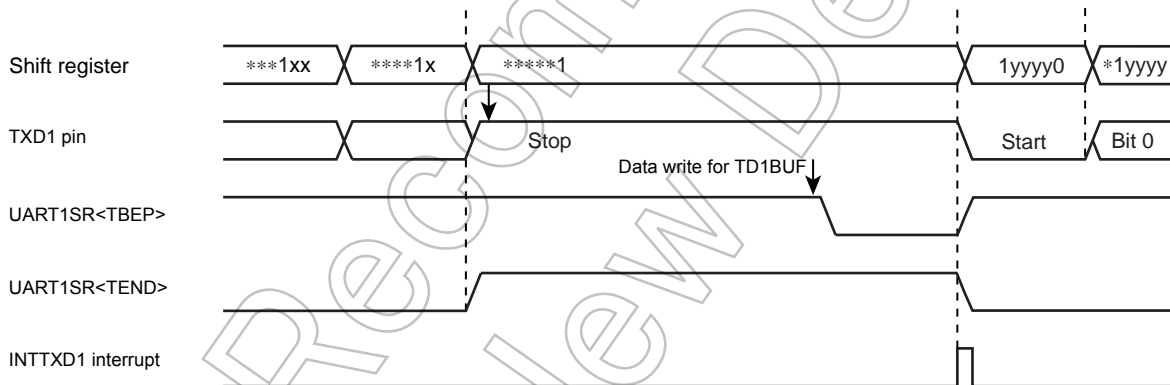 Shift register ***1xx ****1x *****1 1yyyy0 *1yyyy
TXD1 pin Stop Start Bit 0
Data write for TD1BUF
UART1SR<TBEP>
UART1SR<TEND>
INTTXD1 interrupt